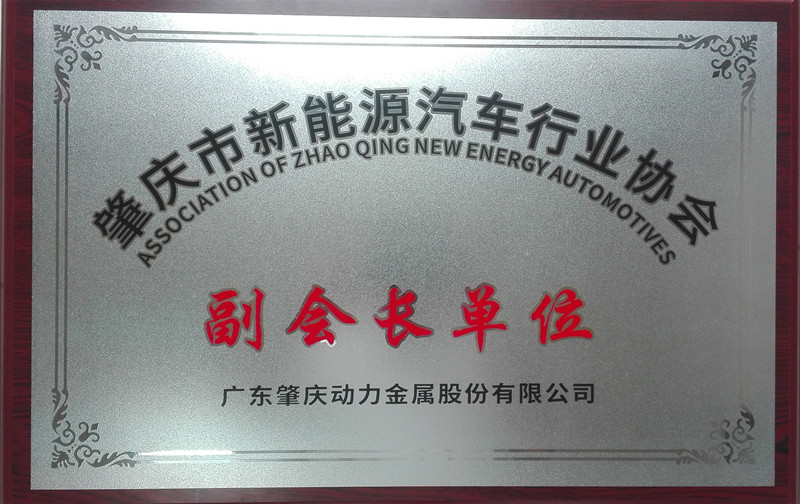 肇庆市新能源汽车行业协会
ASSOCIATION OF ZHAO QING NEW ENERGY AUTOMOTIVES
副会长单位
广东肇庆动力金属股份有限公司